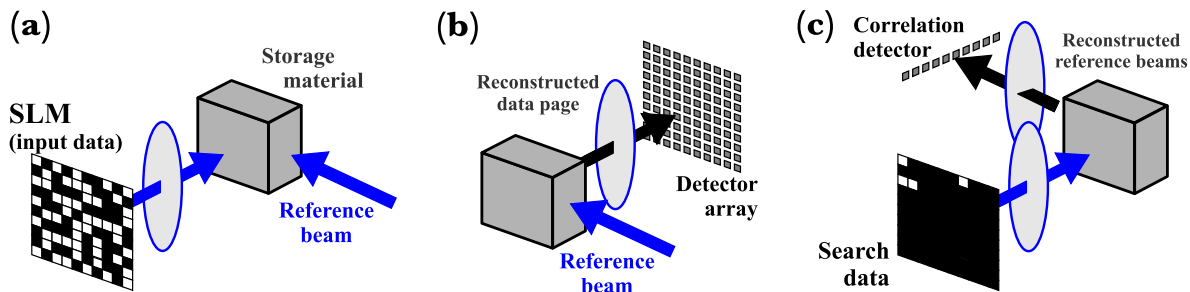 (a)
Storage
material
SLM
(input data)
Reference
beam
(b)
Reconstructed
data page
Detector
array
Reference
beam
(c)
Correlation
detector
Reconstructed
reference beams
Search
data